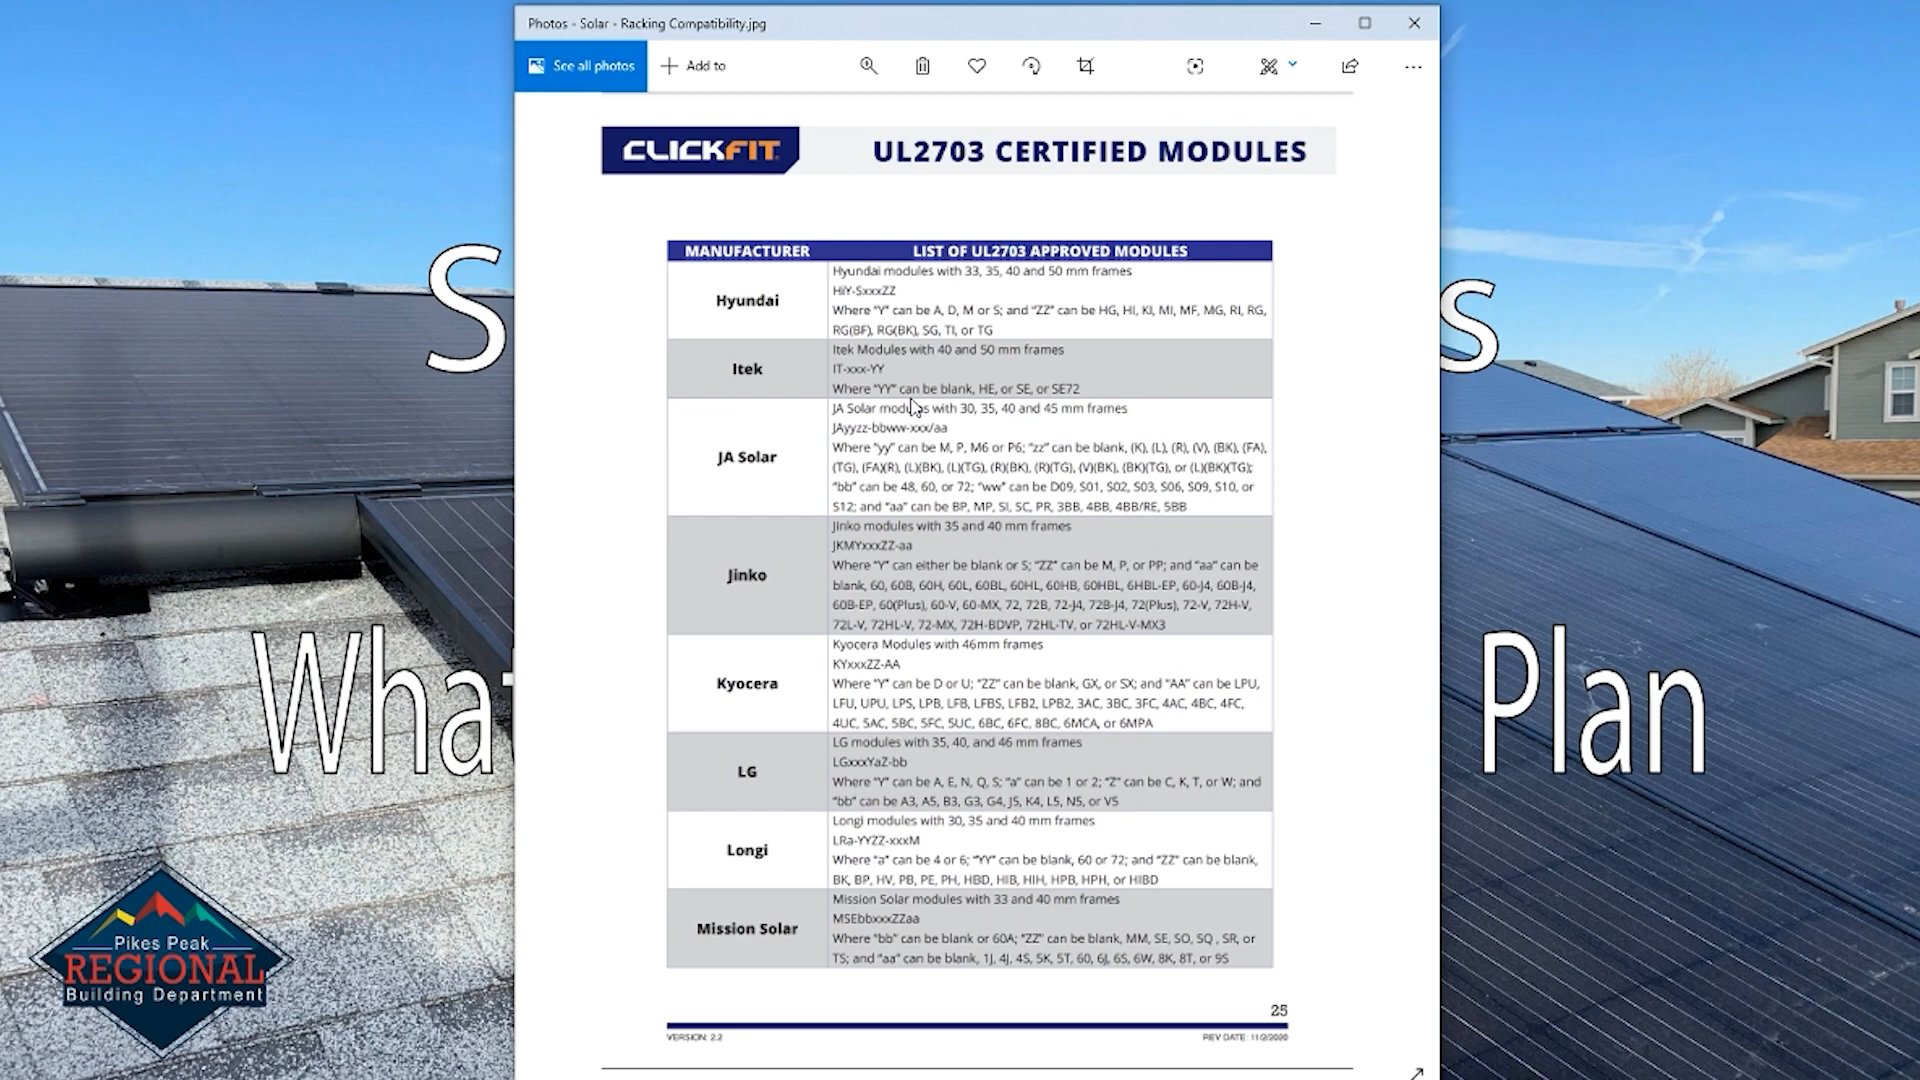 Photos - Solar - Racking Compatibility.jpg
See all photos
Add to
CLICKFIT
UL2703 CERTIFIED MODULES
MANUFACTURER
LIST OF UL2703 APPROVED MODULES
Hyundai
Hyundai modules with 33, 35, 40 and 50 mm frames
HiY-SxxxZZ
Where "Y" can be A, D, M or S; and "ZZ" can be HG, HI, KI, MI, MF, MG, RI, RG,
RG(BF), RG(BK), SG, TI, or TG
Itek
Itek Modules with 40 and 50 mm frames
IT-xxx-YY
Where "YY" can be blank, HE, or SE, or SE72
JA Solar
JA Solar modules with 30, 35, 40 and 45 mm frames
JAyyzz-bbww-xxx/aa
Where "yy" can be M, P, M6 or P6; "zz" can be blank, (K), (L), (R), (V), (BK), (FA),
(TG), (FA)(R), (L)(BK), (L)(TG), (R)(BK), (R)(TG), (V)(BK), (BK)(TG), or (L)(BK)(TG);
"bb" can be 48, 60, or 72; "ww" can be D09, S01, S02, S03, S06, S09, S10, or
S12; and "aa" can be BP, MP, SI, SC, PR, 3BB, 4BB, 4BB/RE, 5BB
Jinko
Jinko modules with 35 and 40 mm frames
JKMYxxxZZ-aa
Where "Y" can either be blank or S; "ZZ" can be M, P, or PP; and "aa" can be
blank, 60, 60B, 60H, 60L, 60BL, 60HL, 60HB, 60HBL, 6HBL-EP, 60-J4, 60B-J4,
60B-EP, 60(Plus), 60-V, 60-MX, 72, 72B, 72-J4, 72B-J4, 72(Plus), 72-V, 72H-V,
72L-V, 72HL-V, 72-MX, 72H-BDVP, 72HL-TV, or 72HL-V-MX3
Kyocera
Kyocera Modules with 46mm frames
KYxxxZZ-AA
Where "Y" can be D or U; "ZZ" can be blank, GX, or SX; and "AA" can be LPU,
LFU, UPU, LPS, LPB, LFB, LFBS, LFB2, LPB2, 3AC, 3BC, 3FC, 4AC, 4BC, 4FC,
4UC, 5AC, 5BC, 5FC, 5UC, 6BC, 6FC, 8BC, 6MCA, or 6MPA
LG
LG modules with 35, 40, and 46 mm frames
LGxxxYaZ-bb
Where "Y" can be A, E, N, Q, S; "a" can be 1 or 2; "Z" can be C, K, T, or W; and
"bb" can be A3, A5, B3, G3, G4, J5, K4, L5, N5, or V5
Longi
Longi modules with 30, 35 and 40 mm frames
LRa-YYZZ-xxxM
Where "a" can be 4 or 6; "YY" can be blank, 60 or 72; and "ZZ" can be blank,
BK, BP, HV, PB, PE, PH, HBD, HIB, HIH, HPB, HPH, or HIBD
Mission Solar
Mission Solar modules with 33 and 40 mm frames
MSEbbxxxZZaa
Where "bb" can be blank or 60A; "ZZ" can be blank, MM, SE, SO, SQ , SR, or
TS; and "aa" can be blank, 1J, 4J, 4S, 5K, 5T, 60, 6J, 6S, 6W, 8K, 8T, or 9S
25
VERSION: 2.2
REV DATE: 11/2/2020
S
s
What
Plan
Pikes Peak
REGIONAL
Building Department